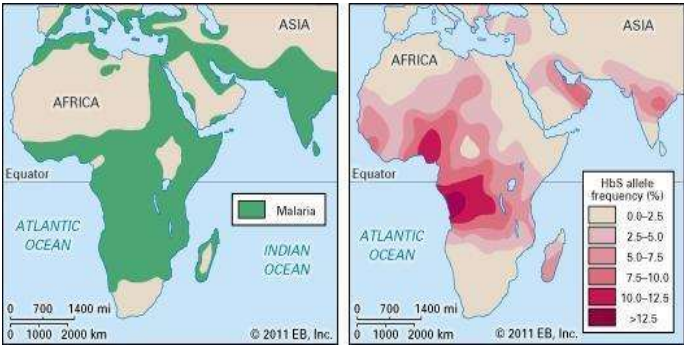 ASIA
AFRICA
Equator
Malaria
ATLANTIC
OCEAN
INDIAN
OCEAN
0 700 1400 mi
0 1000 2000 km
© 2011 EB, Inc.
ASIA
AFRICA
Equator
HbS allele
frequency (%)
0.0–2.5
2.5–5.0
5.0–7.5
7.5–10.0
10.0–12.5
>12.5
ATLANTIC
OCEAN
0 700 1400 mi
0 1000 2000 km
© 2011 EB, Inc.